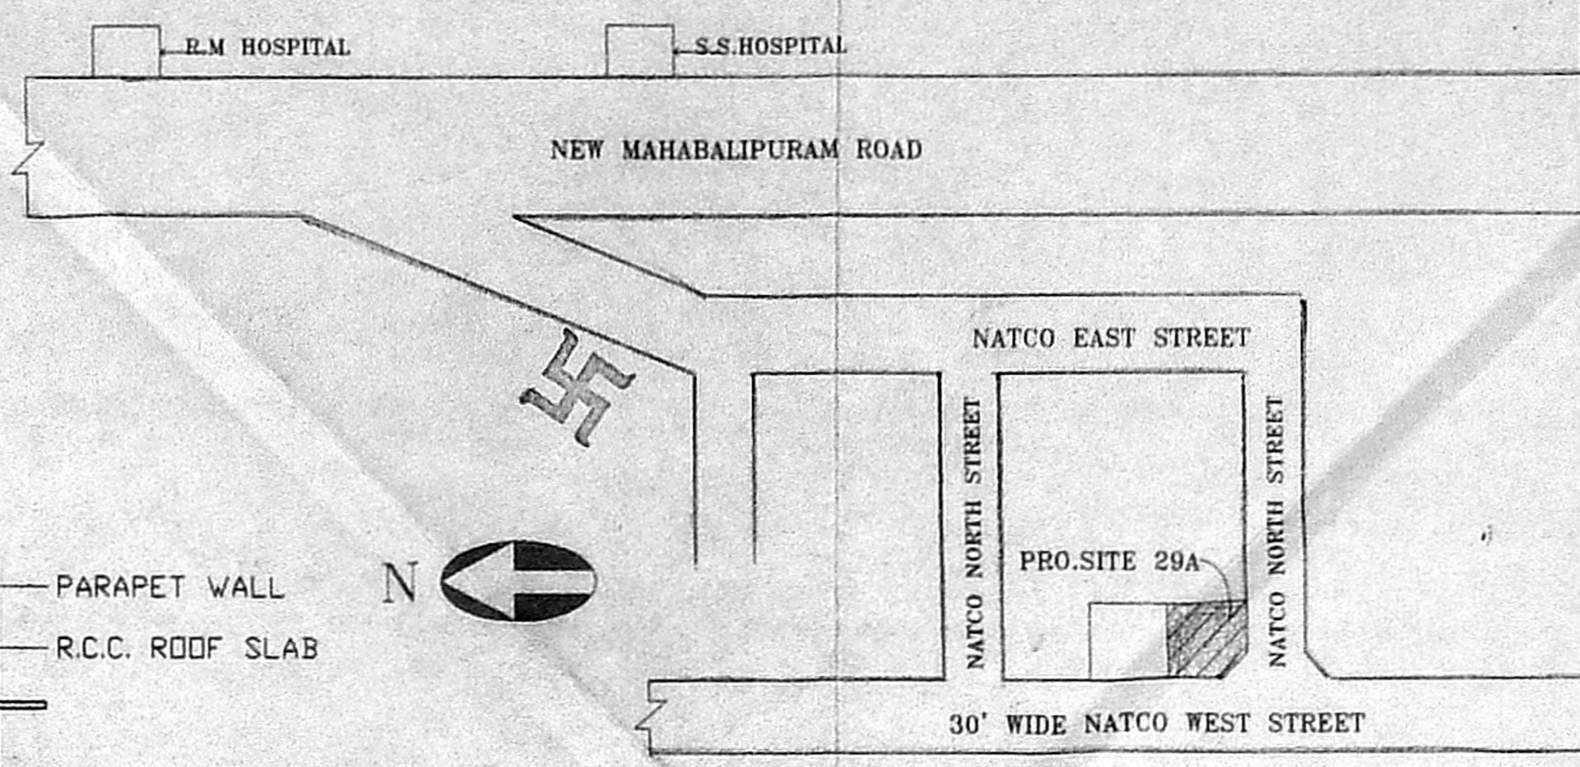 R.M HOSPITAL
S.S.HOSPITAL
NEW MAHABALIPURAM ROAD
NATCO EAST STREET
NATCO NORTH STREET
NATCO NORTH STREET
PRO.SITE 29A
N
PARAPET WALL
R.C.C. ROOF SLAB
30' WIDE NATCO WEST STREET